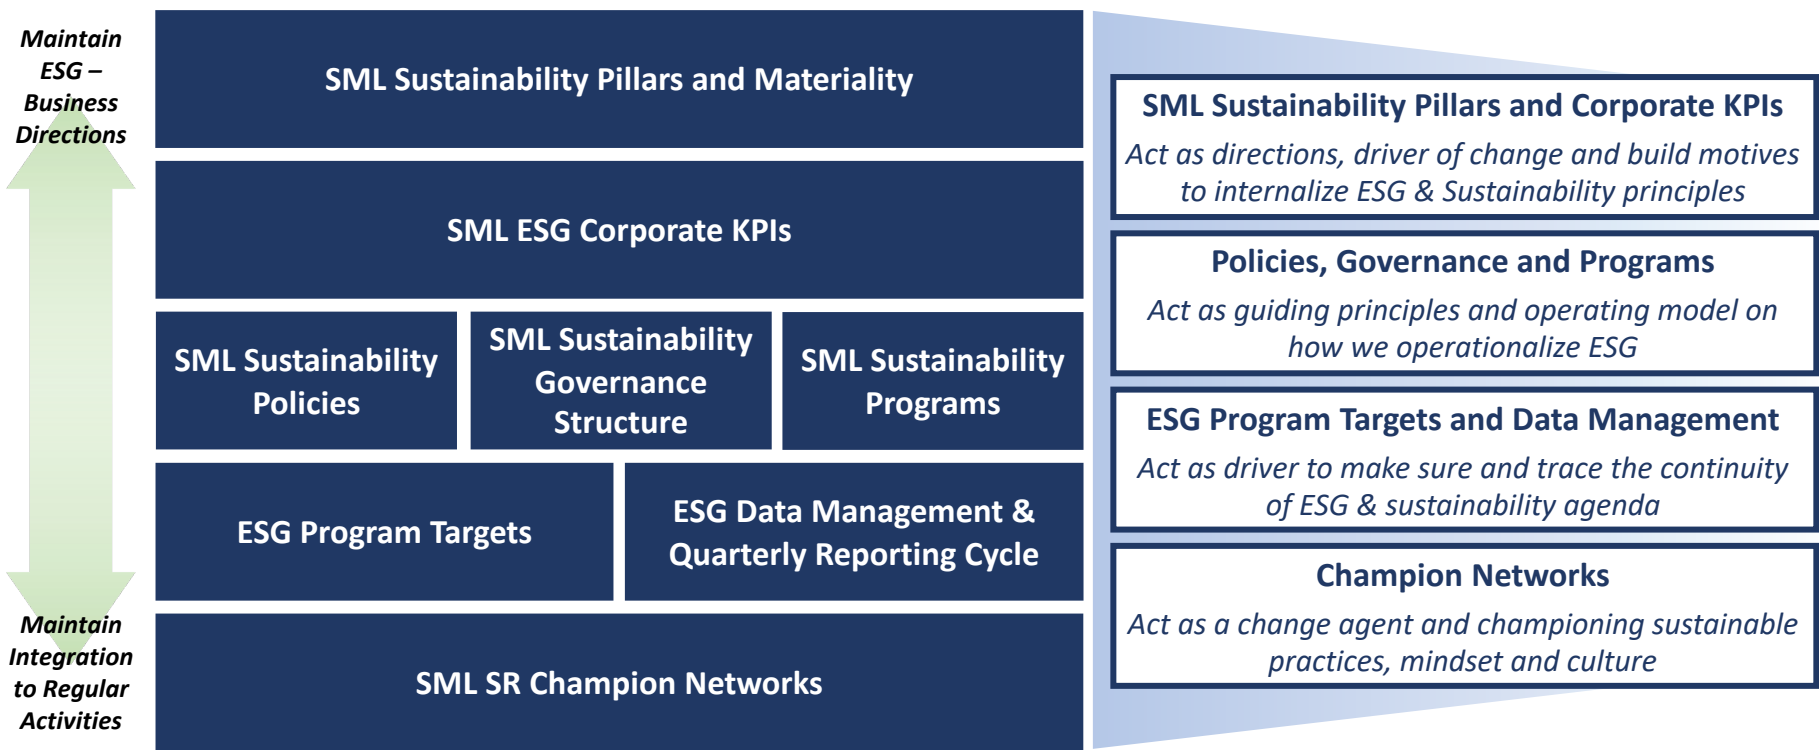 Maintain
ESG –
Business
Directions
SML Sustainability Pillars and Materiality
SML ESG Corporate KPIs
SML Sustainability
Policies
SML Sustainability
Governance
Structure
SML Sustainability
Programs
ESG Program Targets
ESG Data Management &
Quarterly Reporting Cycle
Maintain
Integration
to Regular
Activities
SML SR Champion Networks
SML Sustainability Pillars and Corporate KPIs
Act as directions, driver of change and build motives
to internalize ESG & Sustainability principles
Policies, Governance and Programs
Act as guiding principles and operating model on
how we operationalize ESG
ESG Program Targets and Data Management
Act as driver to make sure and trace the continuity
of ESG & sustainability agenda
Champion Networks
Act as a change agent and championing sustainable
practices, mindset and culture